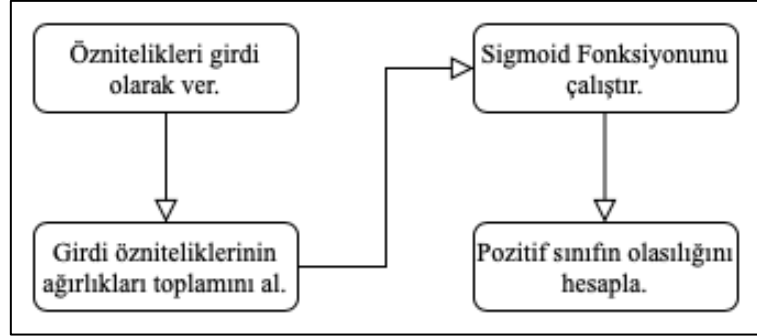 Öznitelikleri girdi
olarak ver.
Girdi özniteliklerinin
ağırlıkları toplamını al.
Sigmoid Fonksiyonunu
çalıştır.
Pozitif sınıfın olasılığını
hesapla.